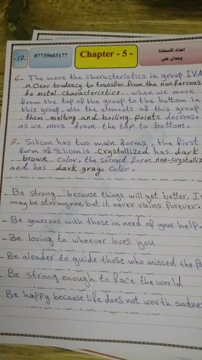 12
07739603177
Chapter - 5 -
إعداد الأستاذة
6- The more the characteristics in group IVA
a clear tendency to transfer from the non ferrous
to metal characteristics. when we move
from the top of the group to the bottom in
this group. also the elements of this group
them melting and boiling points decrease
as we move from the top to bottom.
7- Silicon has two main forms. the first
form of silicon is crystallized has dark
brown color. the second form non-crystalliz
and has dark gray color.
- Be strong.. because things will get better. It
may be stormy now, but it never rains forever.
- Be generous with those in need of your help.
- Be loving to whoever loves you
- Be a leader to guide those who missed the p
- Be strong enough to face the world
- Be happy because life does not worth sadne